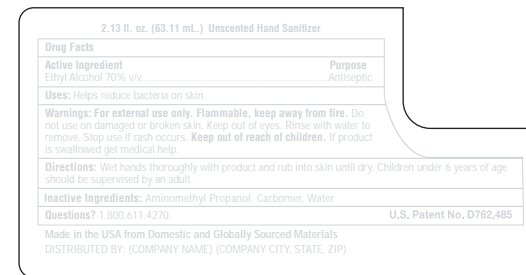 2.13 fl. oz. (63.11 mL.) Unscented Hand Sanitizer
Drug Facts
Active Ingredient Purpose
Ethyl Alcohol 70% v/v Antiseptic
Uses: Helps reduce bacteria on skin.
Warnings: For external use only. Flammable, keep away from fire. Do
not use on damaged or broken skin. Keep out of eyes. Rinse with water to
remove. Stop use if rash occurs. Keep out of reach of children. If product
is swallowed get medical help.
Directions: Wet hands thoroughly with product and rub into skin until dry. Children under 6 years of age
should be supervised by an adult.
Inactive Ingredients: Aminomethyl Propanol, Carbomer, Water
Questions? 1.800.611.4270. U.S. Patent No. D762,485
Made in the USA from Domestic and Globally Sourced Materials
DISTRIBUTED BY: (COMPANY NAME) (COMPANY CITY, STATE, ZIP)